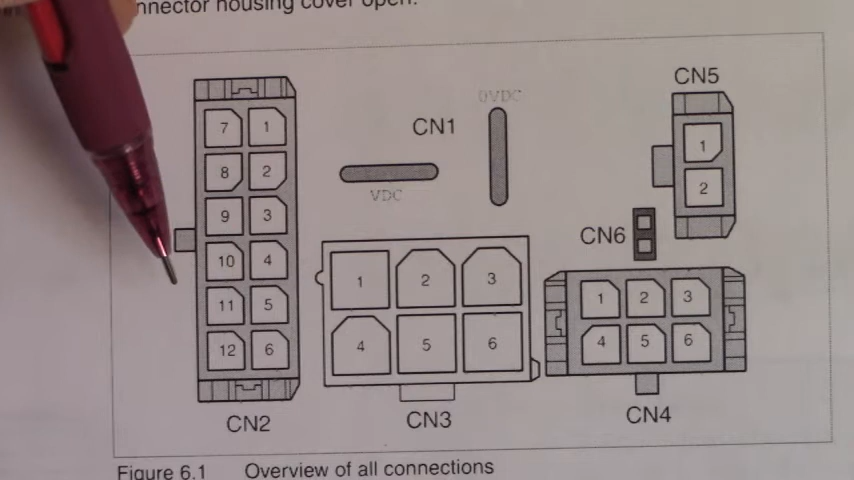 onnector housing cover open.
CN5
0VDC
CN1
7 1
1
8 2
VDC
2
9 3
CN6
10 4
1 2 3
1 2 3
11 5
4 5 6
4 5 6
12 6
CN2
CN3
CN4
Figure 6.1 Overview of all connections